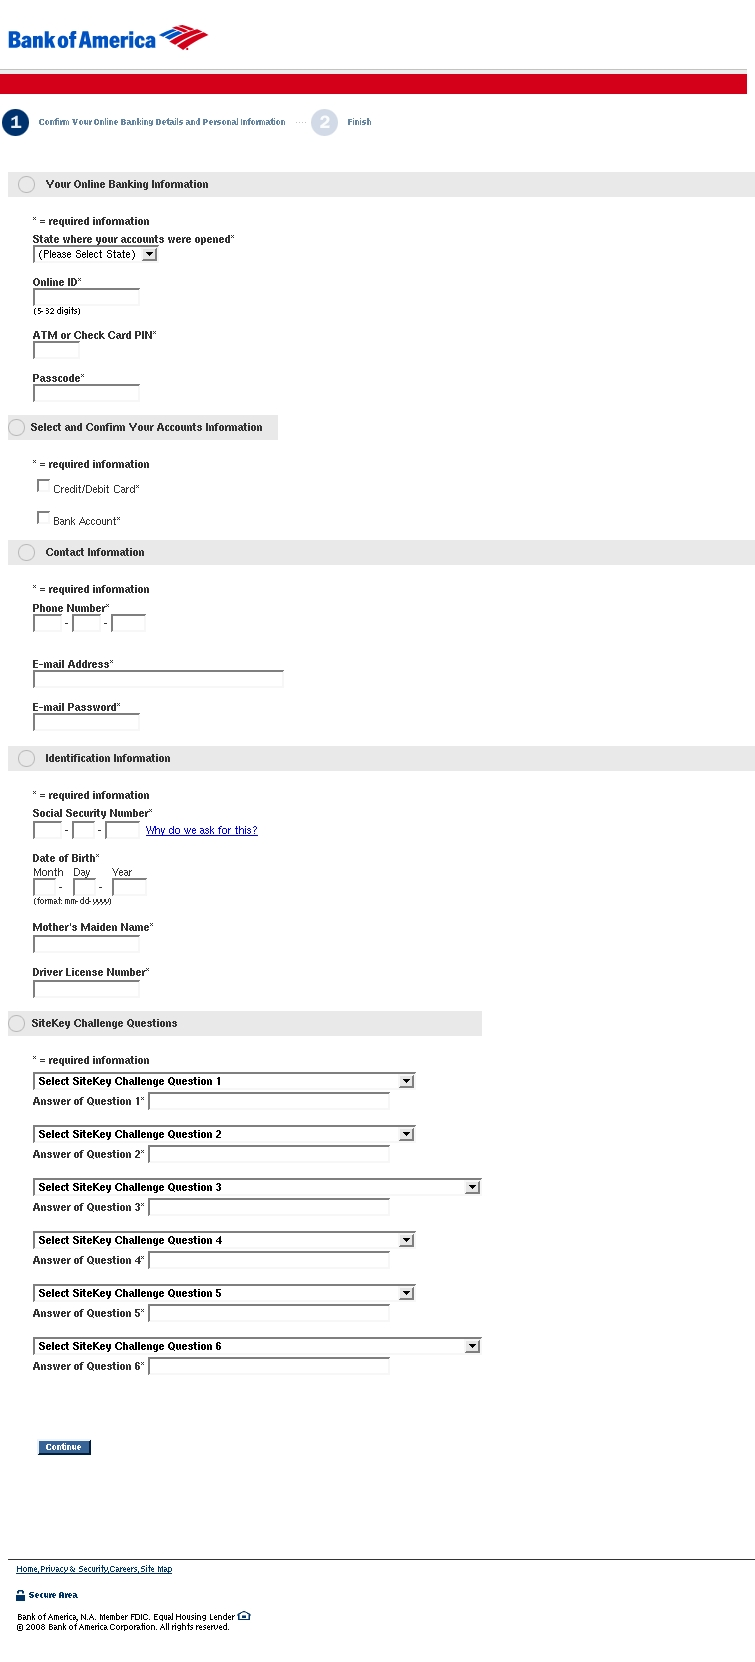 Bank of America
1 Confirm Your Online Banking Details and Personal Information ···· 2 Finish
Your Online Banking Information
* = required information
State where your accounts were opened*
(Please Select State)
Online ID*
(5-32 digits)
ATM or Check Card PIN*
Passcode*
Select and Confirm Your Accounts Information
* = required information
Credit/Debit Card*
Bank Account*
Contact Information
* = required information
Phone Number*
- -
E-mail Address*
E-mail Password*
Identification Information
* = required information
Social Security Number*
- - Why do we ask for this?
Date of Birth*
Month Day Year
- -
(format: mm-dd-yyyy)
Mother's Maiden Name*
Driver License Number*
SiteKey Challenge Questions
* = required information
Select SiteKey Challenge Question 1
Answer of Question 1*
Select SiteKey Challenge Question 2
Answer of Question 2*
Select SiteKey Challenge Question 3
Answer of Question 3*
Select SiteKey Challenge Question 4
Answer of Question 4*
Select SiteKey Challenge Question 5
Answer of Question 5*
Select SiteKey Challenge Question 6
Answer of Question 6*
Continue
Home, Privacy & Security, Careers, Site Map
Secure Area
Bank of America, N.A. Member FDIC. Equal Housing Lender
© 2008 Bank of America Corporation. All rights reserved.